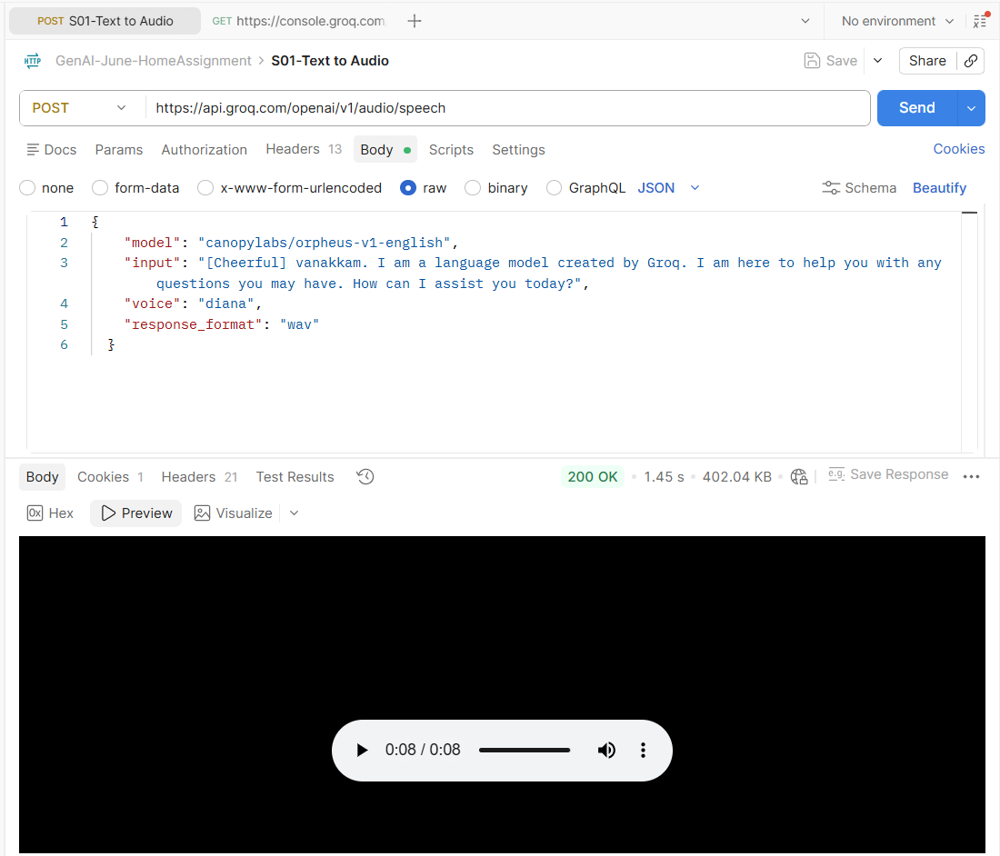 POST S01-Text to Audio GET https://console.groq.com No environment
HTTP GenAI-June-HomeAssignment > S01-Text to Audio Save Share
POST https://api.groq.com/openai/v1/audio/speech Send
Docs Params Authorization Headers 13 Body Scripts Settings Cookies
none form-data x-www-form-urlencoded raw binary GraphQL JSON Schema Beautify
1 {
2 "model": "canopylabs/orpheus-v1-english",
3 "input": "[Cheerful] vanakkam. I am a language model created by Groq. I am here to help you with any
questions you may have. How can I assist you today?",
4 "voice": "diana",
5 "response_format": "wav"
6 }
Body Cookies 1 Headers 21 Test Results 200 OK • 1.45 s • 402.04 KB • e.g. Save Response
0x Hex Preview Visualize
0:08 / 0:08